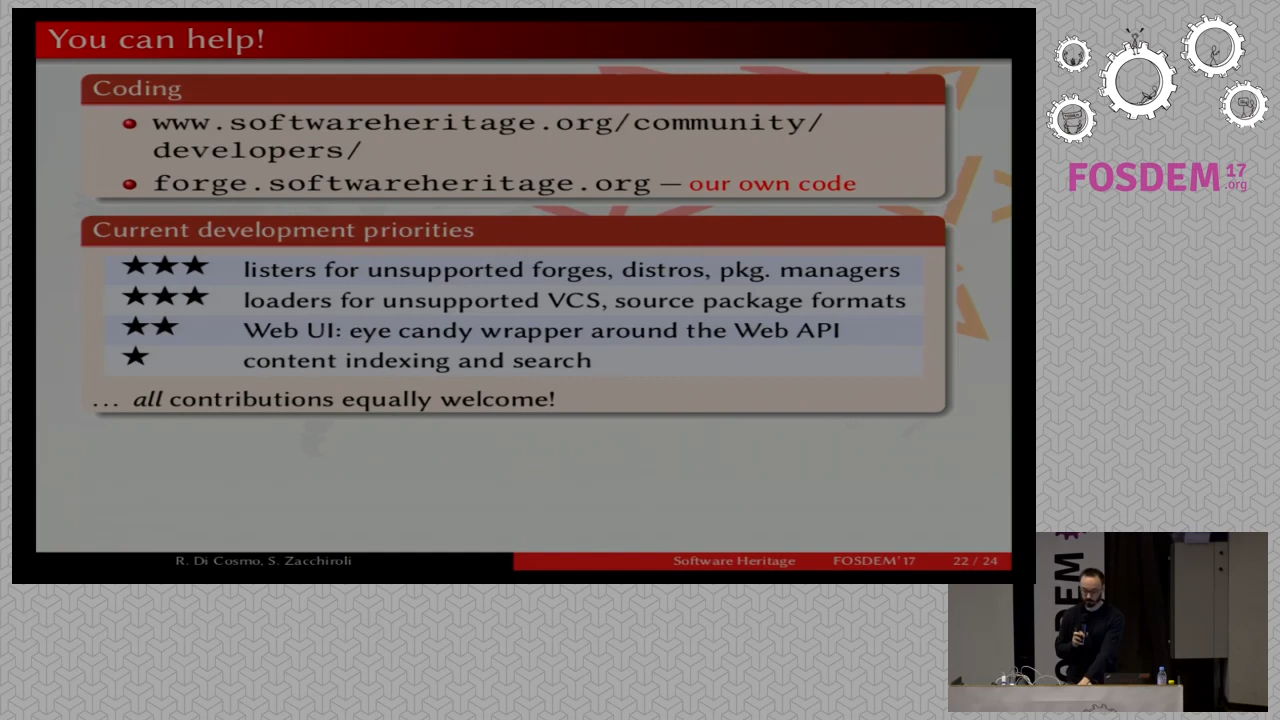 You can help!
Coding
www.softwareheritage.org/community/
developers/
forge.softwareheritage.org — our own code
Current development priorities
★★★ listers for unsupported forges, distros, pkg. managers
★★★ loaders for unsupported VCS, source package formats
★★ Web UI: eye candy wrapper around the Web API
★ content indexing and search
... all contributions equally welcome!
R. Di Cosmo, S. Zacchiroli
Software Heritage FOSDEM'17 22 / 24
FOSDEM 17
.org